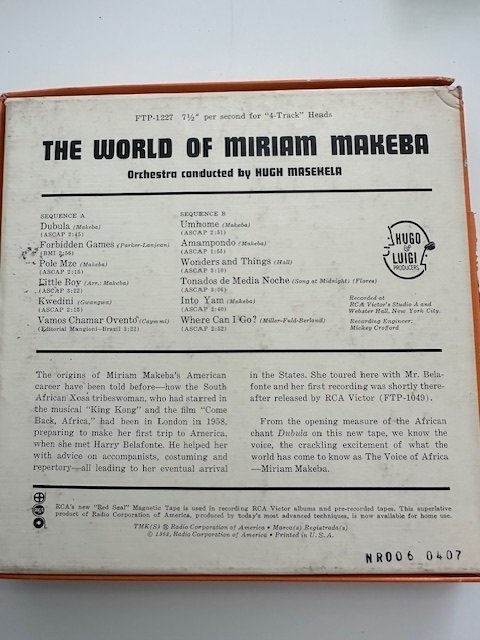 FTP-1227 7½" per second for "4-Track" Heads
THE WORLD OF MIRIAM MAKEBA
Orchestra conducted by HUGH MASEKELA
SEQUENCE A
Dubula (Makeba)
(ASCAP 2:45)
Forbidden Games (Parker-Lanjean)
(BMI 2:56)
Pole Mze (Makeba)
(ASCAP 2:15)
Little Boy (Arr. Makeba)
(ASCAP 3:22)
Kwedini (Gwangwa)
(ASCAP 2:15)
Vamos Chamar Ovento (Caymmi)
(Editorial Mangioni-Brazil 3:22)
SEQUENCE B
Umhome (Makeba)
(ASCAP 2:31)
Amampondo (Makeba)
(ASCAP 1:53)
Wonders and Things (Hall)
(ASCAP 3:10)
Tonados de Media Noche (Song at Midnight) (Flores)
(ASCAP 3:06)
Into Yam (Makeba)
(ASCAP 2:40)
Where Can I Go? (Miller-Fuld-Berland)
(ASCAP 2:52)
HUGO
&
LUIGI
PRODUCERS
Recorded at
RCA Victor's Studio A and
Webster Hall, New York City.
Recording Engineer:
Mickey Crofford
The origins of Miriam Makeba's American
career have been told before—how the South
African Xosa tribeswoman, who had starred in
the musical "King Kong" and the film "Come
Back, Africa," had been in London in 1958,
preparing to make her first trip to America,
when she met Harry Belafonte. He helped her
with advice on accompanists, costuming and
repertory—all leading to her eventual arrival
in the States. She toured here with Mr. Bela-
fonte and her first recording was shortly there-
after released by RCA Victor (FTP-1049).
From the opening measure of the African
chant Dubula on this new tape, we know the
voice, the crackling excitement of what the
world has come to know as The Voice of Africa
—Miriam Makeba.
RCA's new "Red Seal" Magnetic Tape is used in recording RCA Victor albums and pre-recorded tapes. This superlative
product of Radio Corporation of America, produced by today's most advanced techniques, is now available for home use.
TMK(S) ® Radio Corporation of America • Marca(s) Registrada(s)
© 1963, Radio Corporation of America • Printed in U.S.A.
NR006 0407